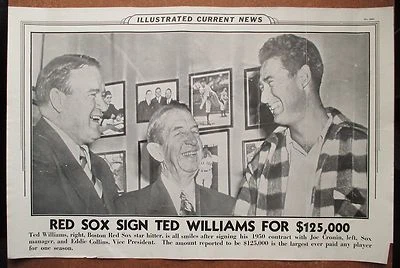 ILLUSTRATED CURRENT NEWS
RED SOX SIGN TED WILLIAMS FOR $125,000
Ted Williams, right, Boston Red Sox star hitter, is all smiles after signing his 1950 contract with Joe Cronin, left, Sox
manager, and Eddie Collins, Vice President. The amount reported to be $125,000 is the largest ever paid any player
for one season.